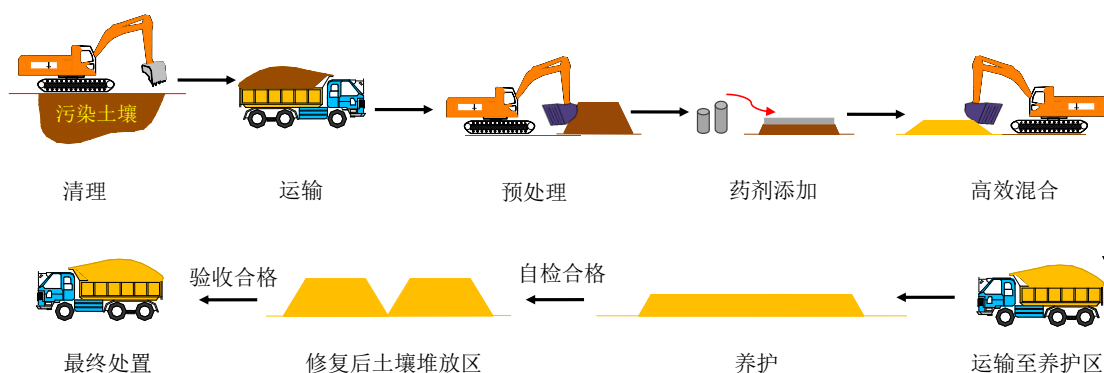 污染土壤
清理
运输
预处理
药剂添加
高效混合
验收合格
自检合格
最终处置
修复后土壤堆放区
养护
运输至养护区